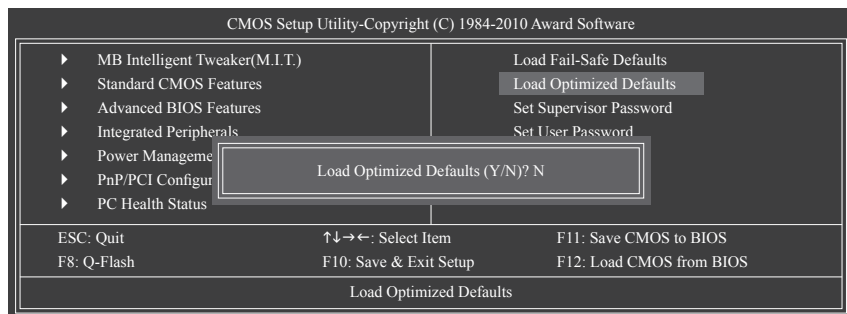 CMOS Setup Utility-Copyright (C) 1984-2010 Award Software
MB Intelligent Tweaker(M.I.T.)
Standard CMOS Features
Advanced BIOS Features
Integrated Peripherals
Power Manageme
PnP/PCI Configur
PC Health Status
Load Fail-Safe Defaults
Load Optimized Defaults
Set Supervisor Password
Set User Password
Load Optimized Defaults (Y/N)? N
ESC: Quit ↑↓→←: Select Item F11: Save CMOS to BIOS
F8: Q-Flash F10: Save & Exit Setup F12: Load CMOS from BIOS
Load Optimized Defaults